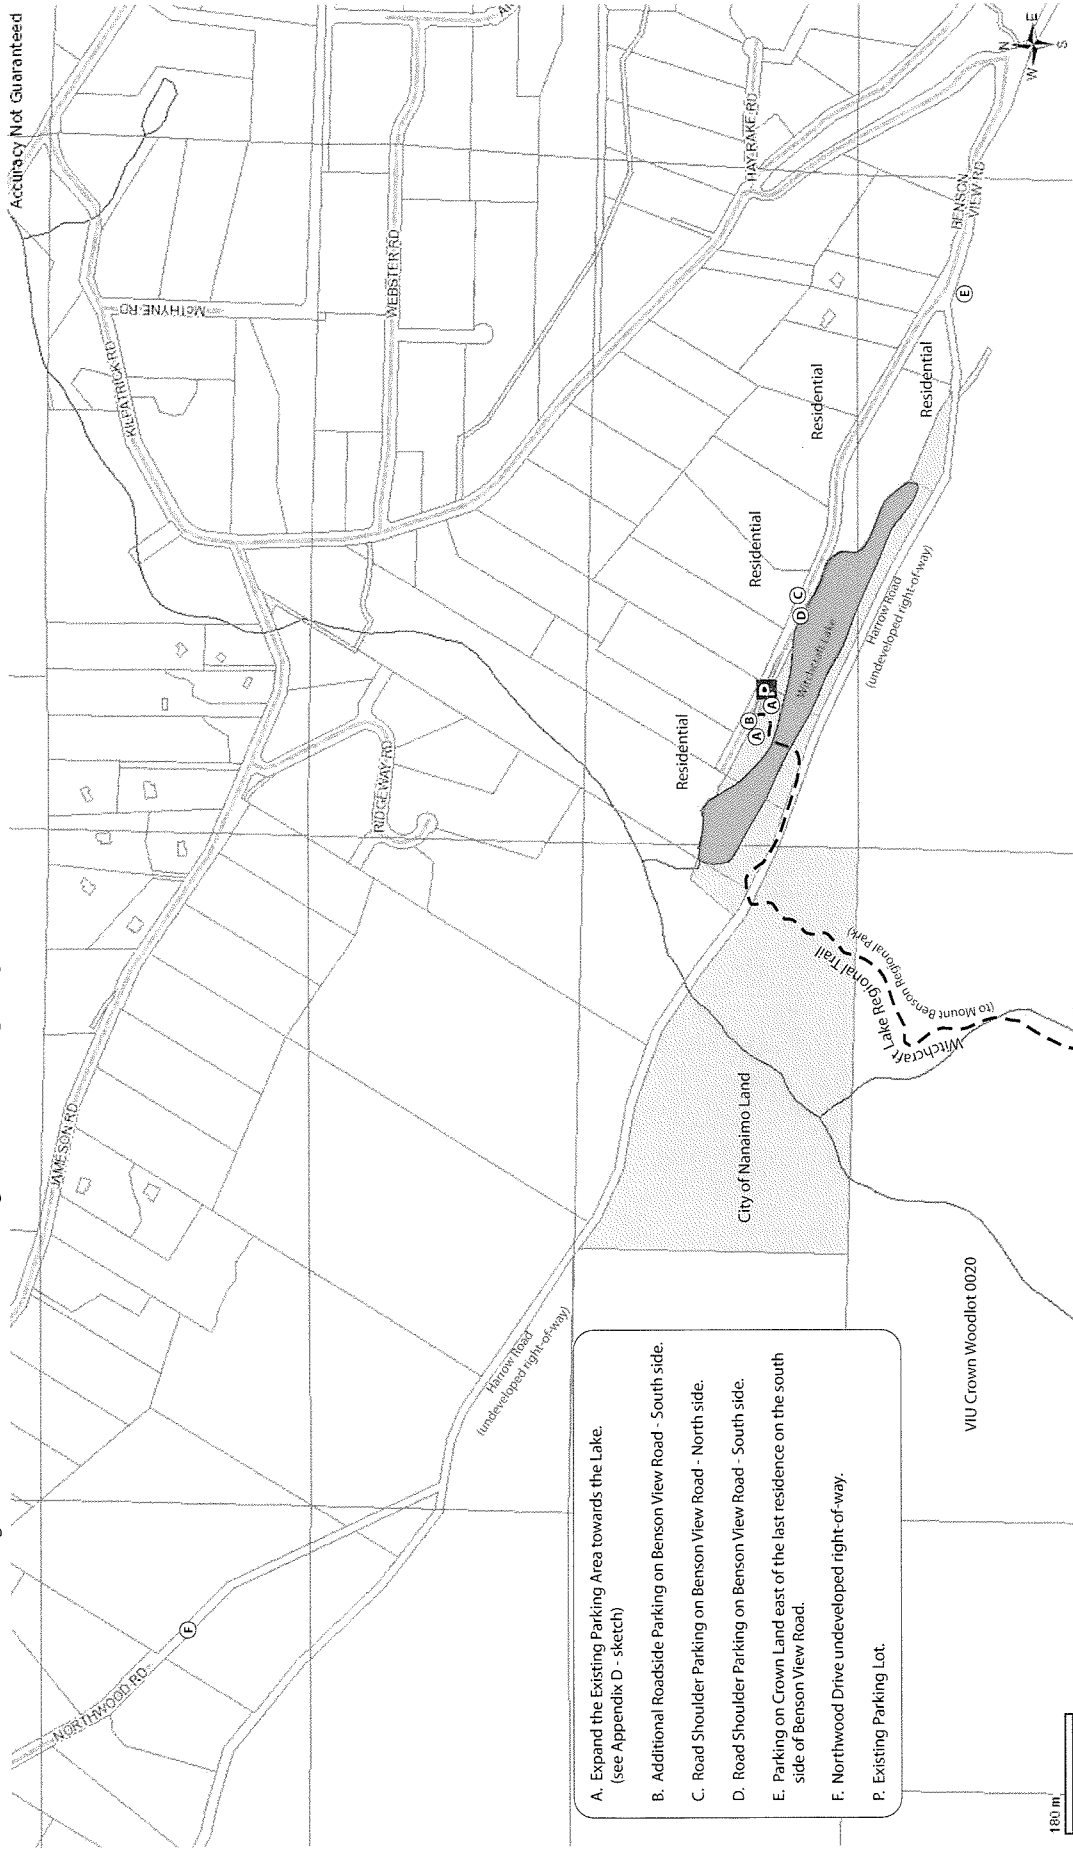 Accuracy Not Guaranteed
KILPATRICK RD
McTHYNE RD
WEBSTER RD
HAY RAKE RD
BENSON
VIEW RD
N
E
S
W
JAMESON RD
RIDGEWAY RD
NORTHWOOD RD
F
Residential
Residential
Residential
Residential
E
C
D
P
A
B
A
Witchcraft Lake
Harrow Road
(undeveloped right-of-way)
Witchcraft Lake Regional Trail
(to Mount Benson Regional Park)
City of Nanaimo Land
Harrow Road
(undeveloped right-of-way)
VIU Crown Woodlot 0020
A. Expand the Existing Parking Area towards the Lake.
(see Appendix D - sketch)
B. Additional Roadside Parking on Benson View Road - South side.
C. Road Shoulder Parking on Benson View Road - North side.
D. Road Shoulder Parking on Benson View Road - South side.
E. Parking on Crown Land east of the last residence on the south
side of Benson View Road.
F. Northwood Drive undeveloped right-of-way.
P. Existing Parking Lot.
180 m